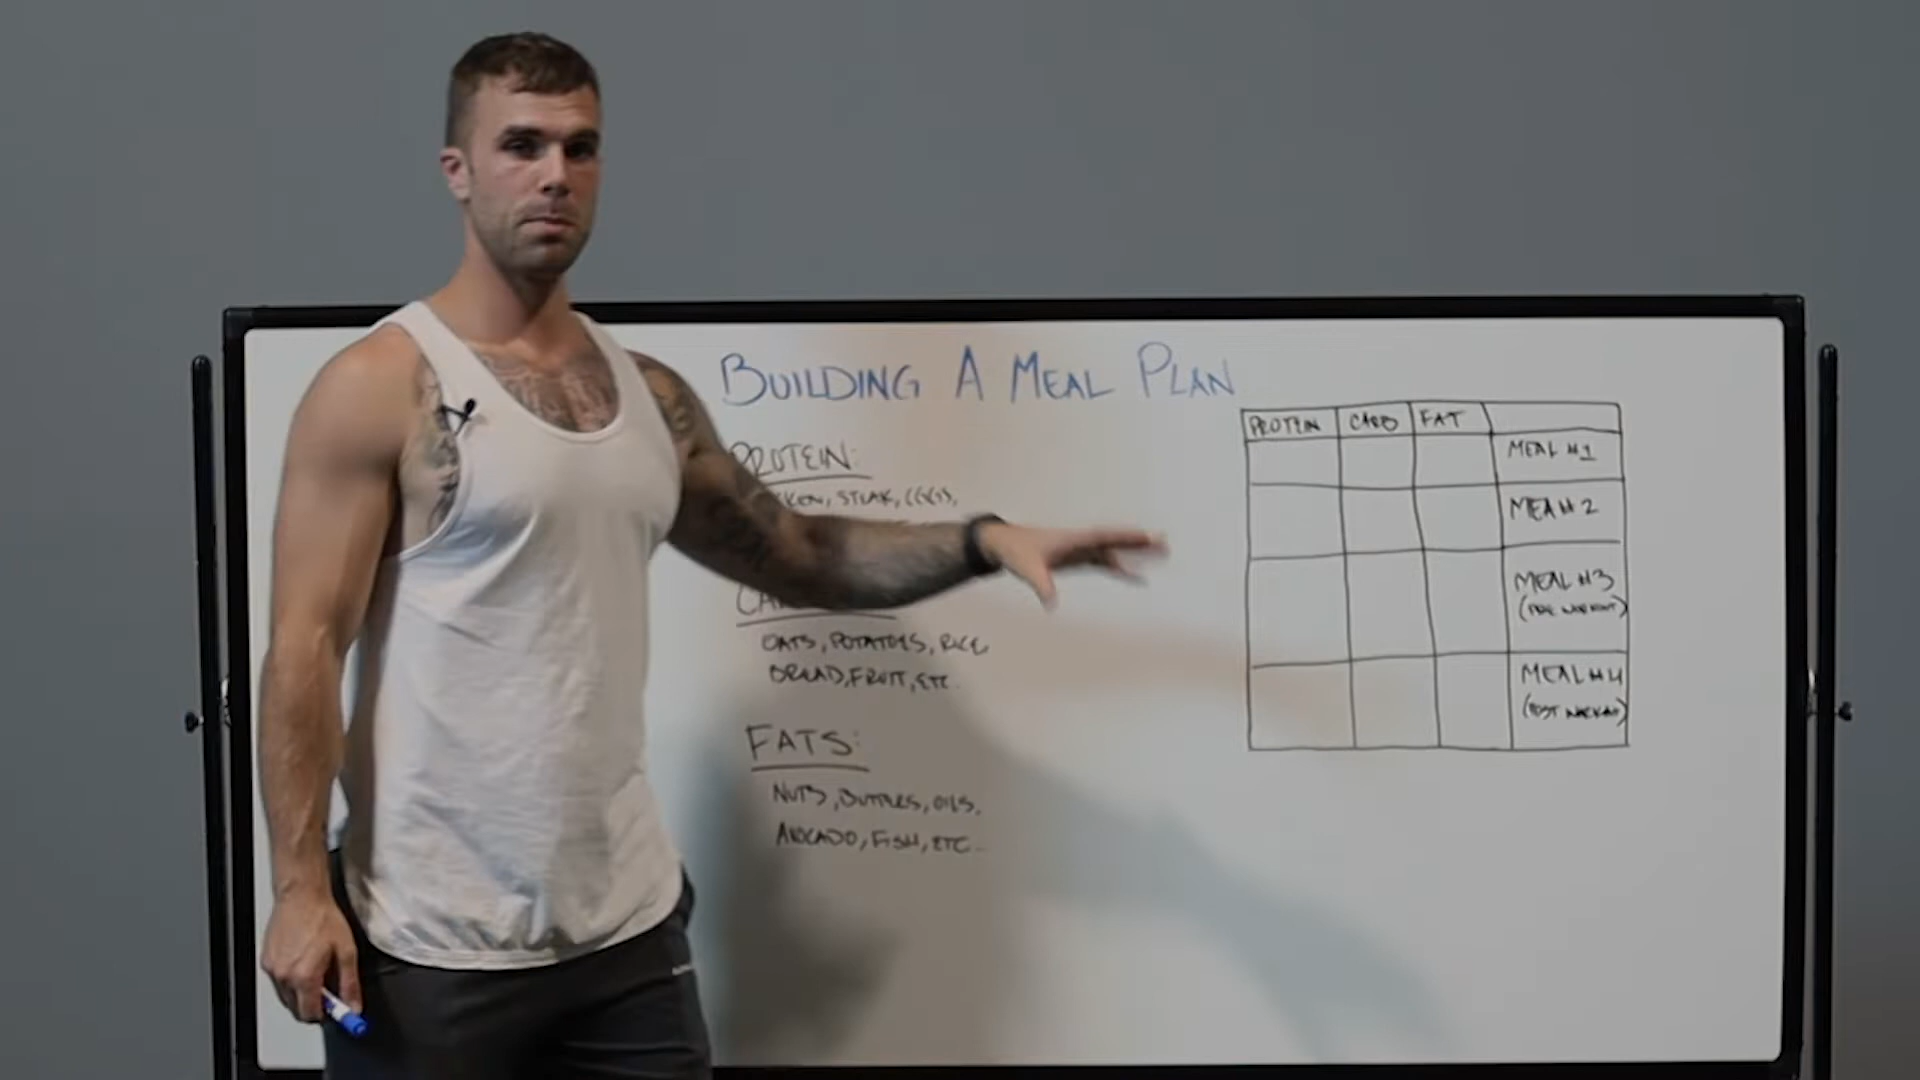 BUILDING A MEAL PLAN
PROTEIN:
STEAK, EGGS,
OATS, POTATOES, RICE,
BREAD, FRUIT, ETC.
FATS:
NUTS, BUTTERS, OILS,
AVOCADO, FISH, ETC..
PROTEIN CARB FAT
MEAL #1
MEAL #2
MEAL #3
(PRE WORKOUT)
MEAL #4
(POST WORKOUT)